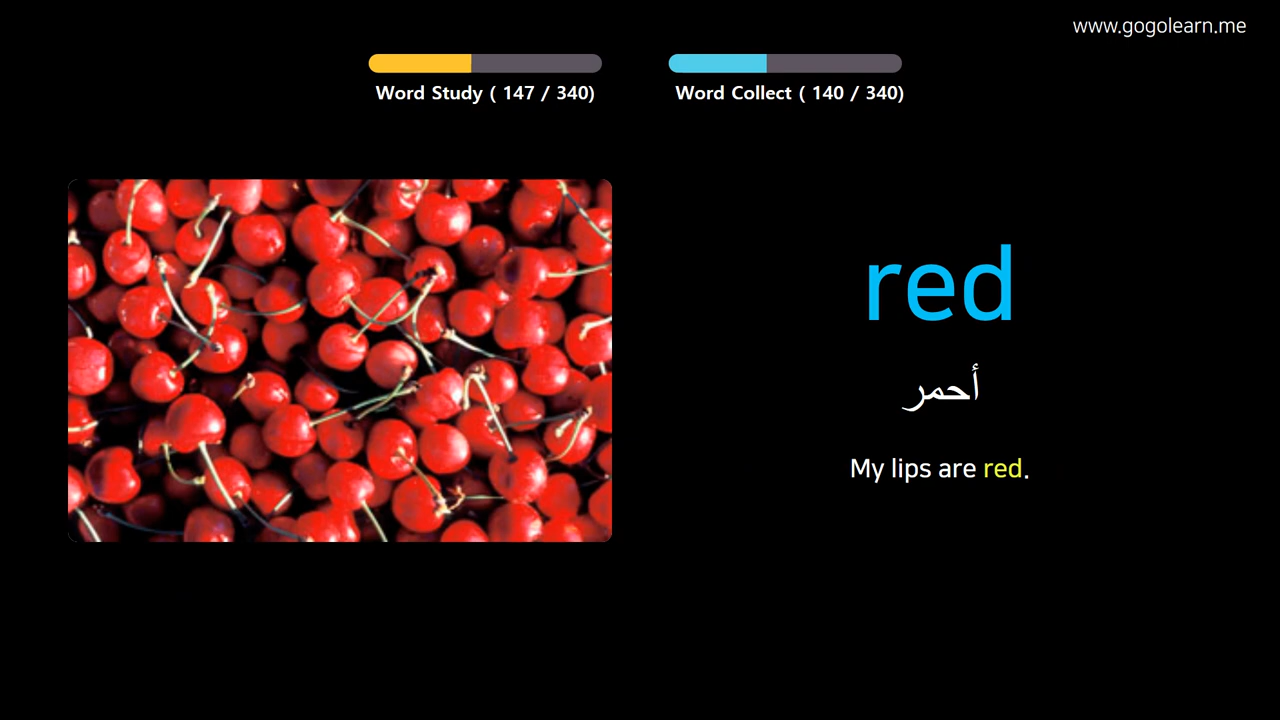 www.gogolearn.me
Word Study ( 147 / 340)
Word Collect ( 140 / 340)
red
أحمر
My lips are red.